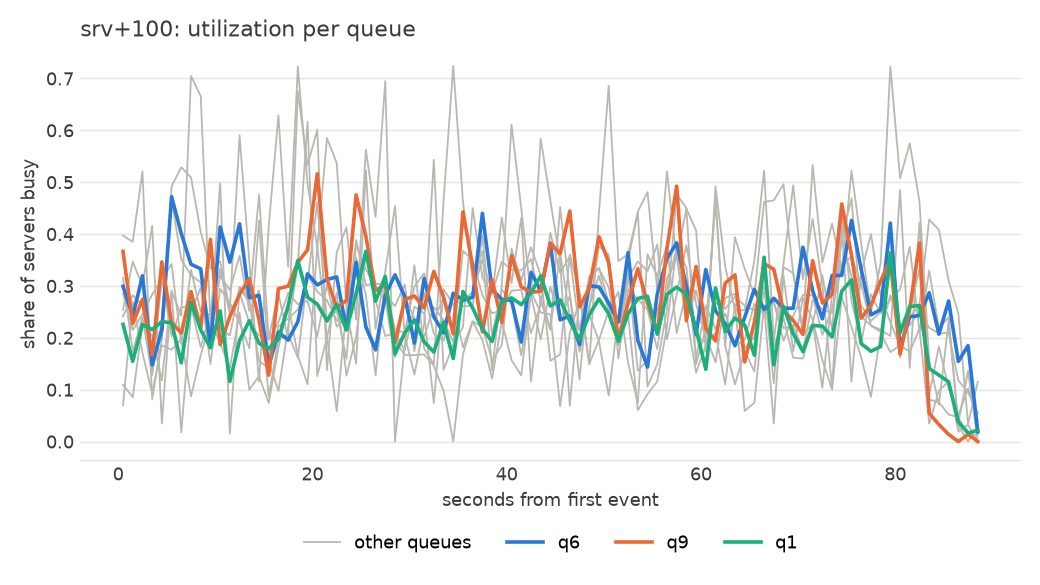 srv+100: utilization per queue
share of servers busy
0.7
0.6
0.5
0.4
0.3
0.2
0.1
0.0
0 20 40 60 80
seconds from first event
other queues q6 q9 q1